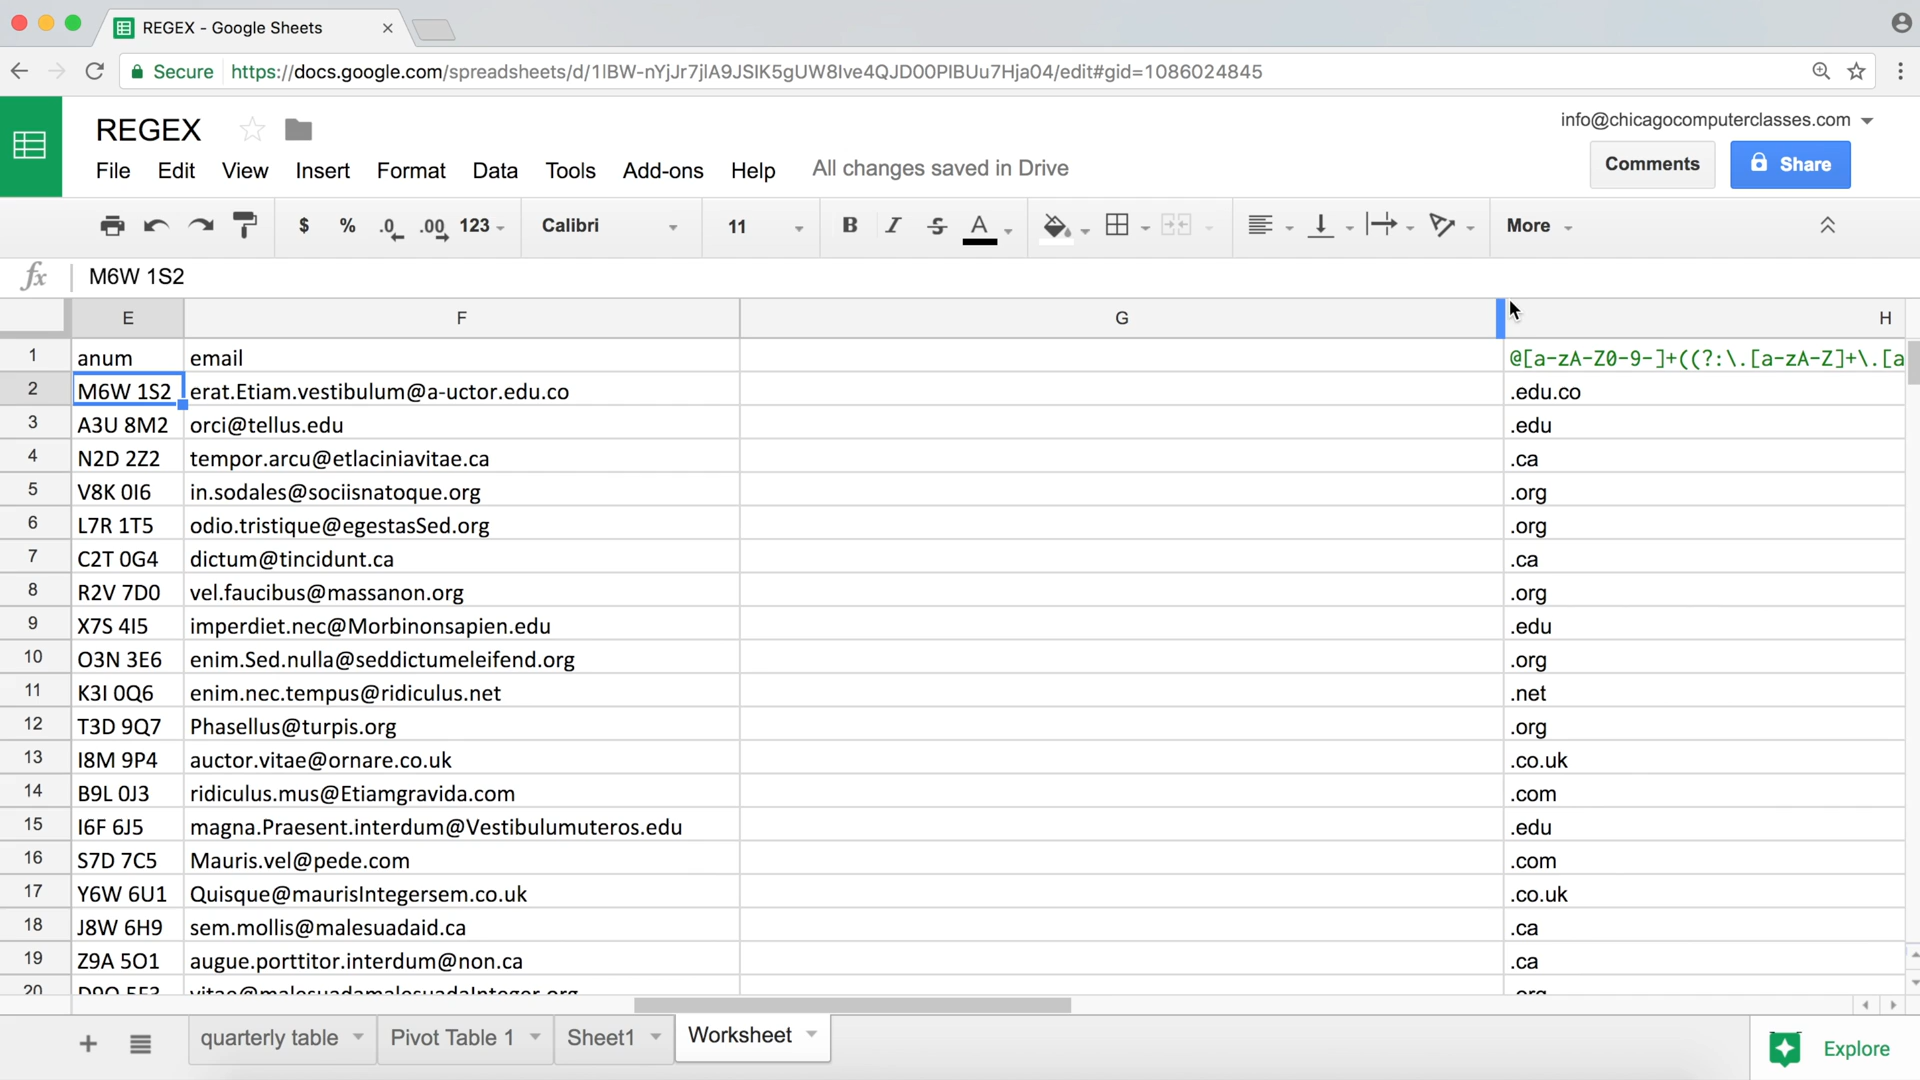 REGEX - Google Sheets
Secure https://docs.google.com/spreadsheets/d/1lBW-nYjJr7jlA9JSIK5gUW8Ive4QJD00PIBUu7Hja04/edit#gid=1086024845
REGEX
info@chicagocomputerclasses.com
File Edit View Insert Format Data Tools Add-ons Help All changes saved in Drive
Comments Share
$ % .0 .00 123 Calibri 11 B I S A More
fx M6W 1S2
E F G H
1 anum email @[a-zA-Z0-9-]+((?:\.[a-zA-Z]+\.[a
2 M6W 1S2 erat.Etiam.vestibulum@a-uctor.edu.co .edu.co
3 A3U 8M2 orci@tellus.edu .edu
4 N2D 2Z2 tempor.arcu@etlaciniavitae.ca .ca
5 V8K 0I6 in.sodales@sociisnatoque.org .org
6 L7R 1T5 odio.tristique@egestasSed.org .org
7 C2T 0G4 dictum@tincidunt.ca .ca
8 R2V 7D0 vel.faucibus@massanon.org .org
9 X7S 4I5 imperdiet.nec@Morbinonsapien.edu .edu
10 O3N 3E6 enim.Sed.nulla@seddictumeleifend.org .org
11 K3I 0Q6 enim.nec.tempus@ridiculus.net .net
12 T3D 9Q7 Phasellus@turpis.org .org
13 I8M 9P4 auctor.vitae@ornare.co.uk .co.uk
14 B9L 0J3 ridiculus.mus@Etiamgravida.com .com
15 I6F 6J5 magna.Praesent.interdum@Vestibulumuteros.edu .edu
16 S7D 7C5 Mauris.vel@pede.com .com
17 Y6W 6U1 Quisque@maurisIntegersem.co.uk .co.uk
18 J8W 6H9 sem.mollis@malesuadaid.ca .ca
19 Z9A 5O1 augue.porttitor.interdum@non.ca .ca
20 vitae@malesuadamalesuadaInteger.org .org
quarterly table Pivot Table 1 Sheet1 Worksheet Explore